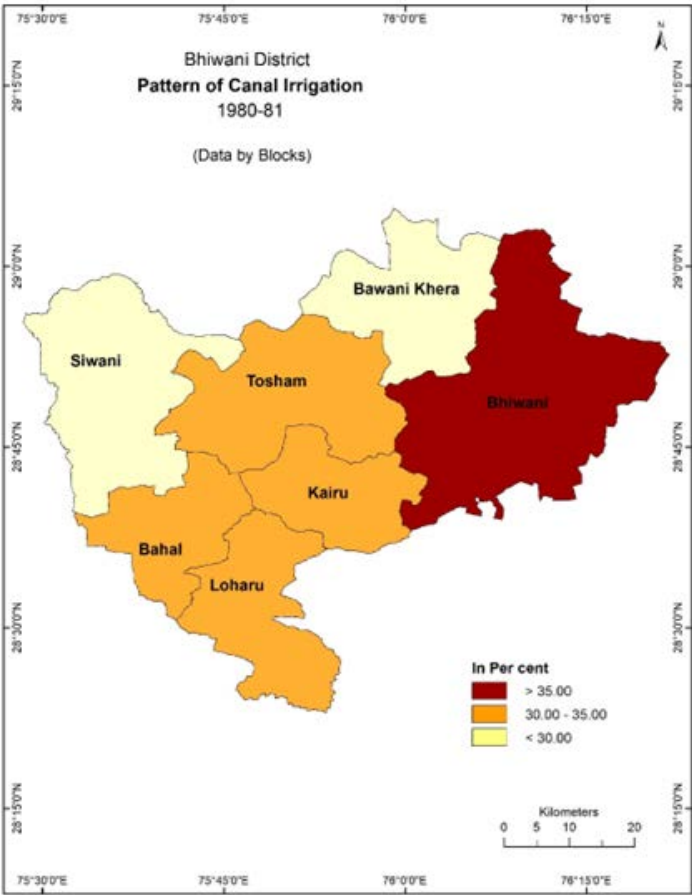 75°30'0"E 75°45'0"E 76°0'0"E 76°15'0"E
N
Bhiwani District
Pattern of Canal Irrigation
1980-81
(Data by Blocks)
29°15'0"N
29°15'0"N
29°0'0"N
29°0'0"N
Bawani Khera
Siwani
Tosham
Bhiwani
28°45'0"N
28°45'0"N
Kairu
Bahal
Loharu
28°30'0"N
28°30'0"N
In Per cent
> 35.00
30.00 - 35.00
< 30.00
28°15'0"N
28°15'0"N
Kilometers
0 5 10 20
75°30'0"E 75°45'0"E 76°0'0"E 76°15'0"E